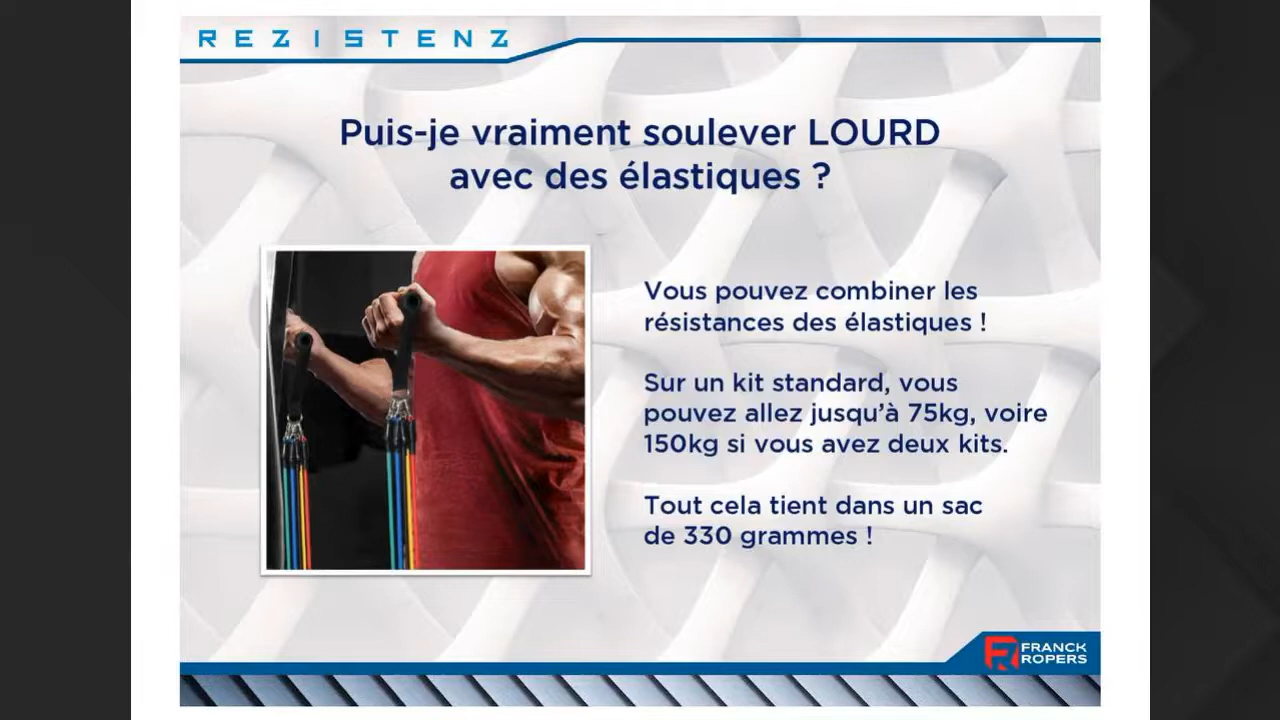 REZISTENZ
Puis-je vraiment soulever LOURD
avec des élastiques ?
Vous pouvez combiner les
résistances des élastiques !
Sur un kit standard, vous
pouvez allez jusqu'à 75kg, voire
150kg si vous avez deux kits.
Tout cela tient dans un sac
de 330 grammes !
FRANCK
ROPERS